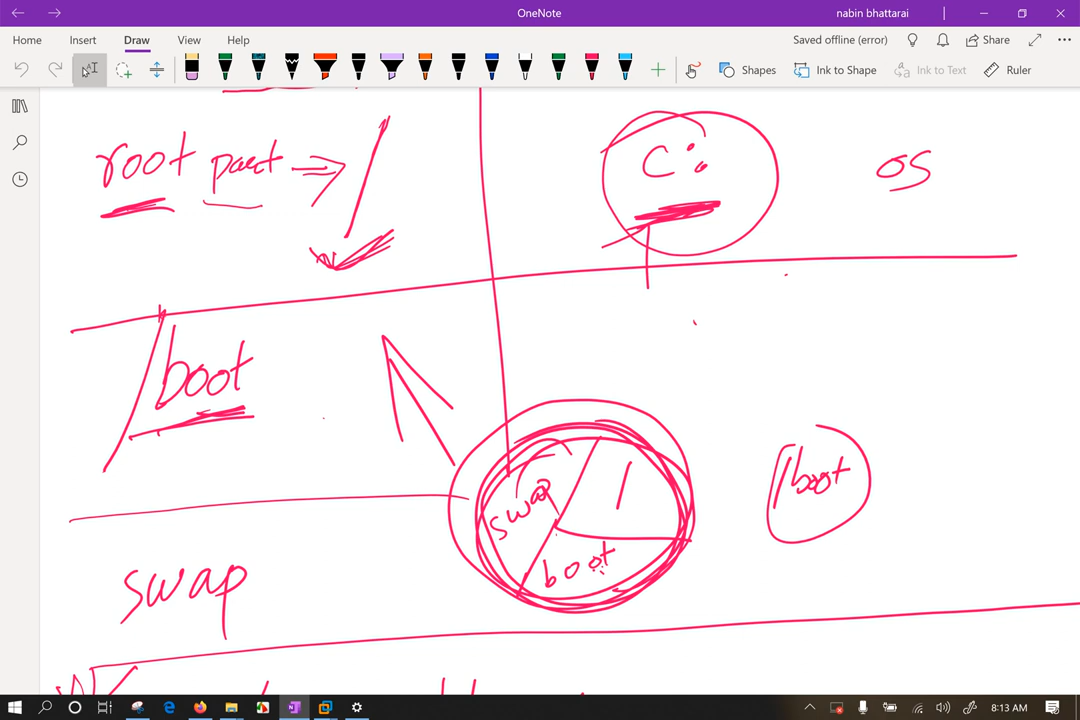 OneNote
nabin bhattarai
Home Insert Draw View Help
Saved offline (error)
Share
Shapes
Ink to Shape
Ink to Text
Ruler
root part ⇒ /
C:
os
/boot
swap
/
boot
/boot
swap
8:13 AM